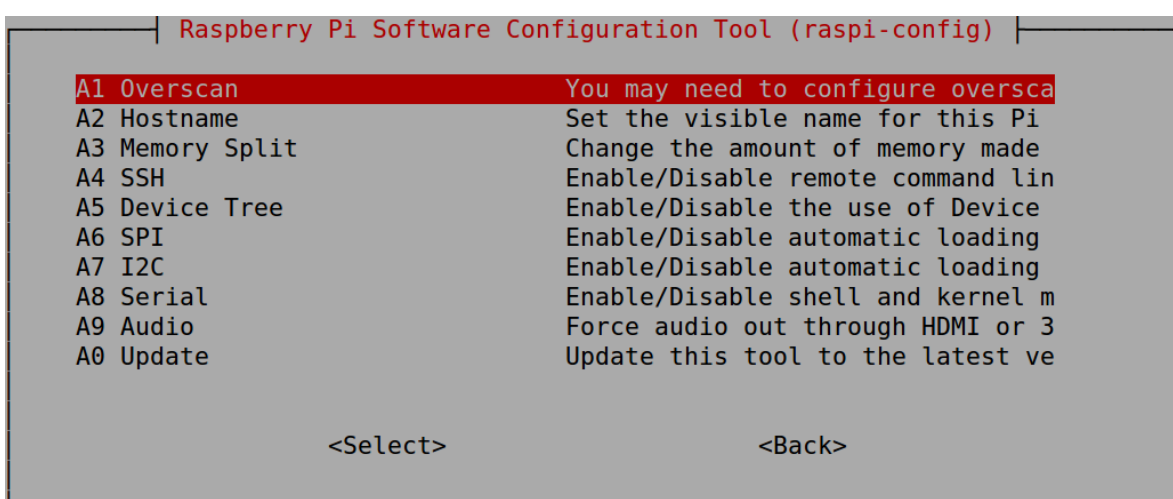 Raspberry Pi Software Configuration Tool (raspi-config)
A1 Overscan You may need to configure oversca
A2 Hostname Set the visible name for this Pi
A3 Memory Split Change the amount of memory made
A4 SSH Enable/Disable remote command lin
A5 Device Tree Enable/Disable the use of Device
A6 SPI Enable/Disable automatic loading
A7 I2C Enable/Disable automatic loading
A8 Serial Enable/Disable shell and kernel m
A9 Audio Force audio out through HDMI or 3
A0 Update Update this tool to the latest ve
<Select> <Back>